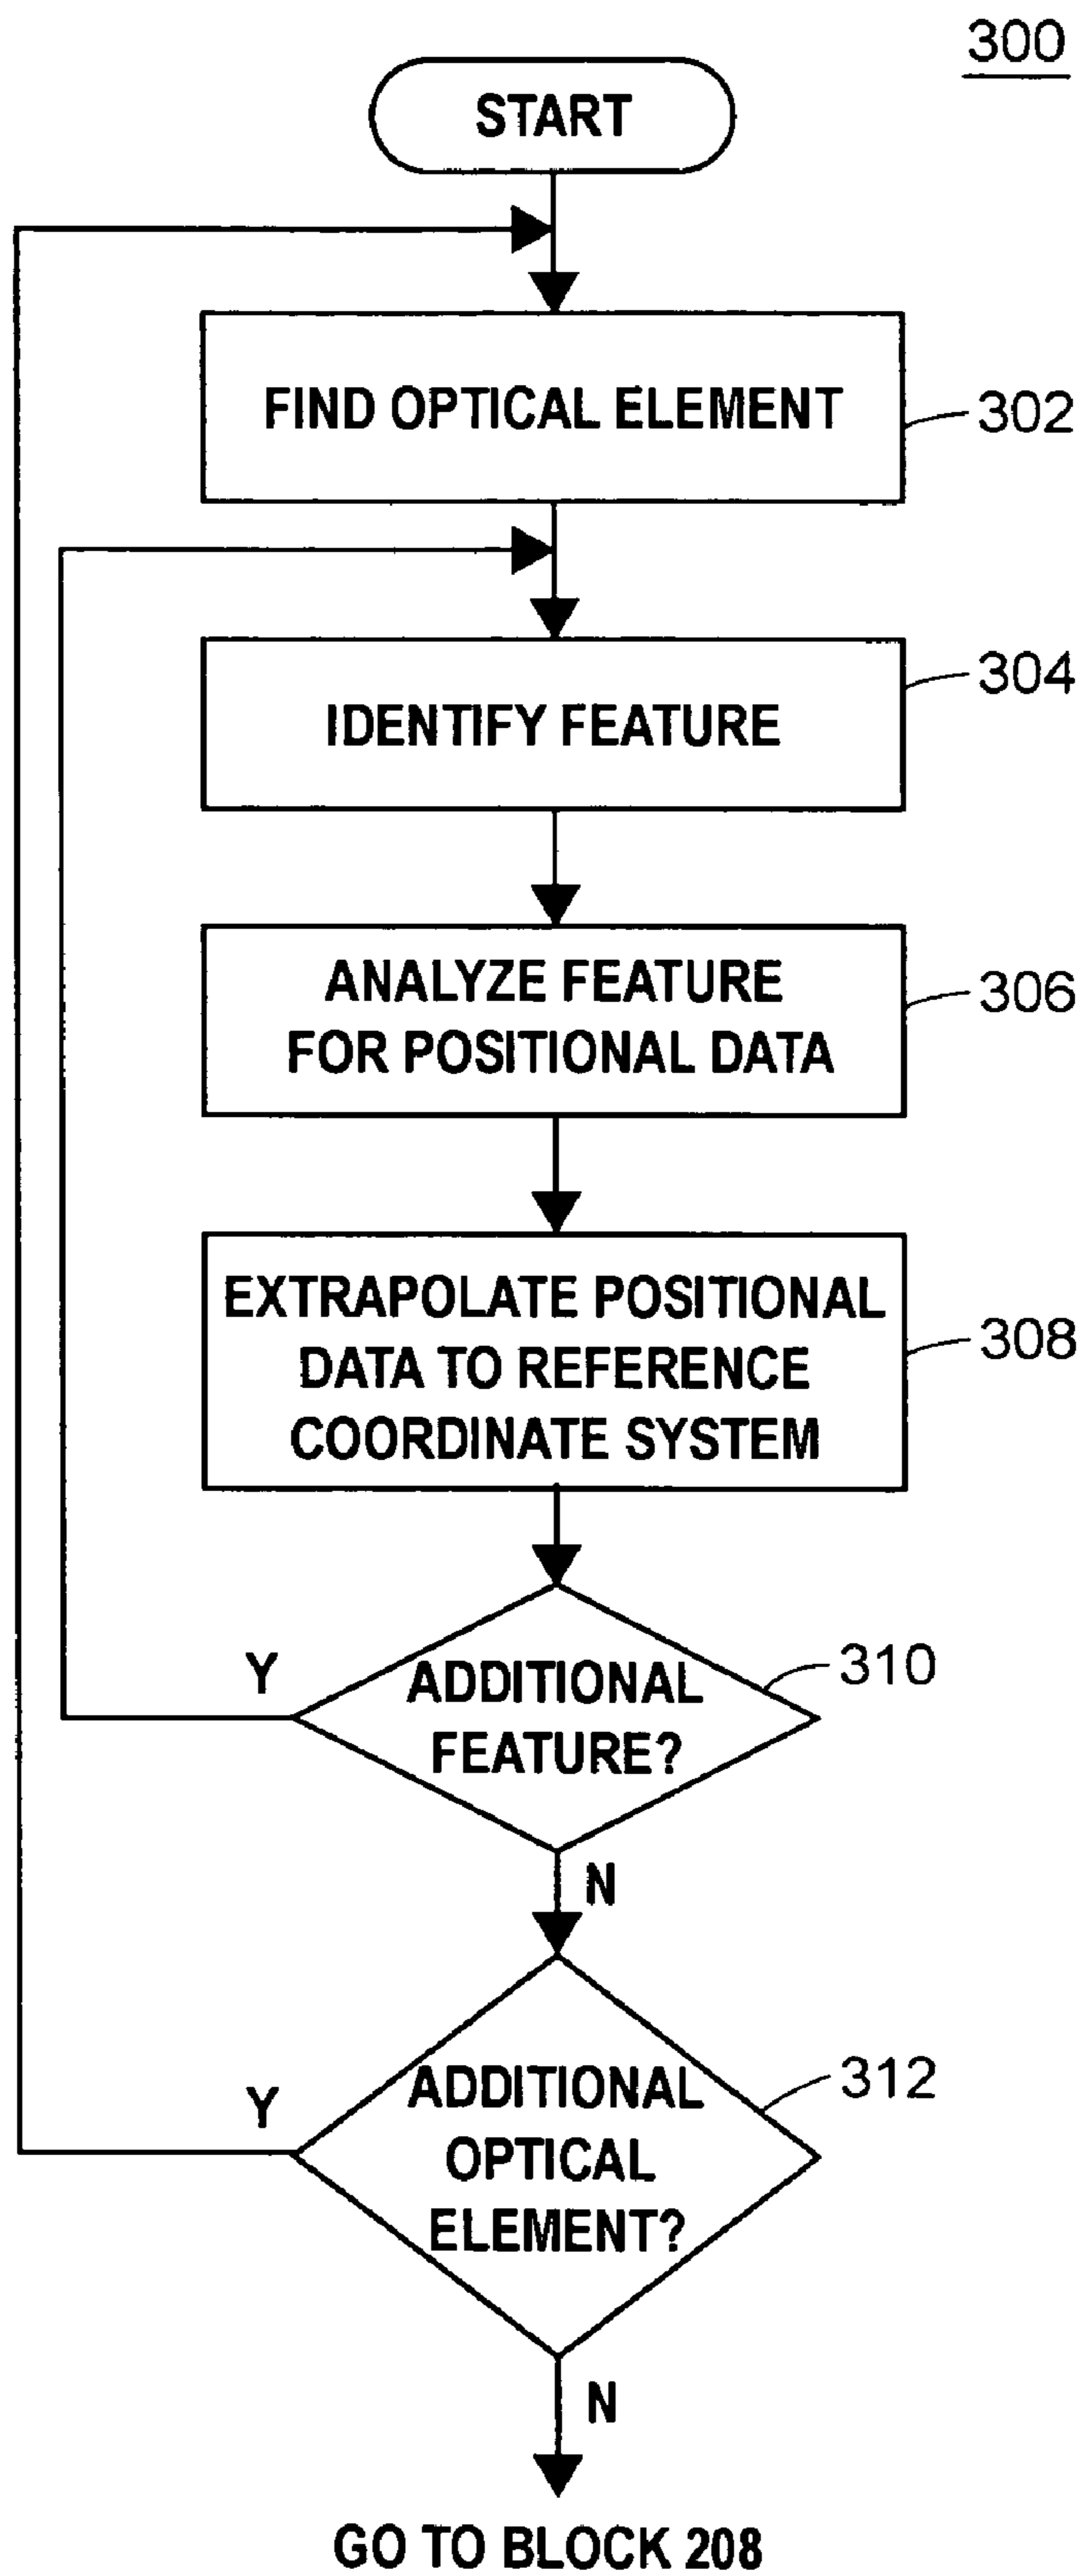 300
START
FIND OPTICAL ELEMENT
302
304
IDENTIFY FEATURE
ANALYZE FEATURE
FOR POSITIONAL DATA
306
EXTRAPOLATE POSITIONAL
DATA TO REFERENCE
COORDINATE SYSTEM
308
Y
ADDITIONAL
FEATURE?
310
N
Y
ADDITIONAL
OPTICAL
ELEMENT?
312
N
GO TO BLOCK 208